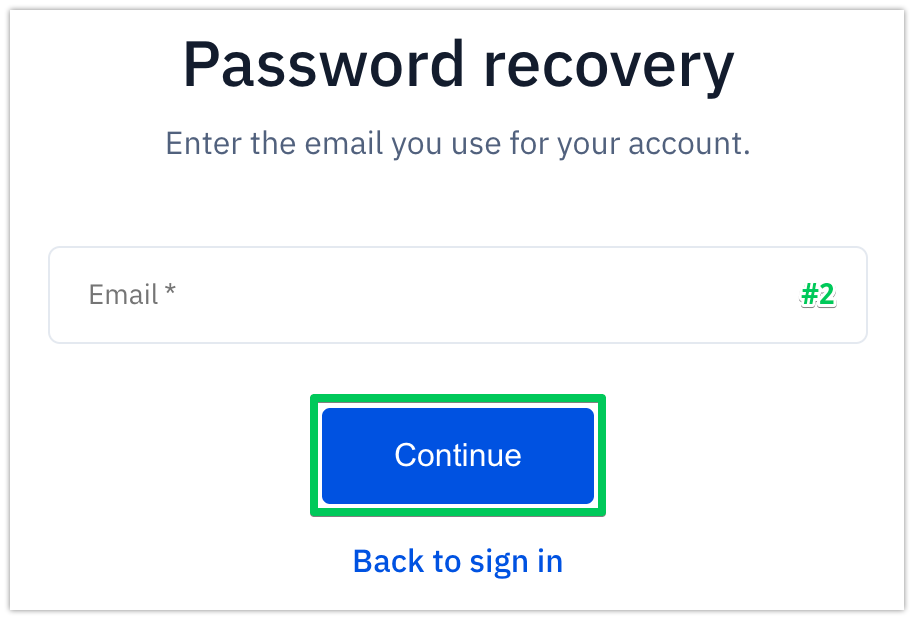 Password recovery
Enter the email you use for your account.
Email * #2
Continue
Back to sign in